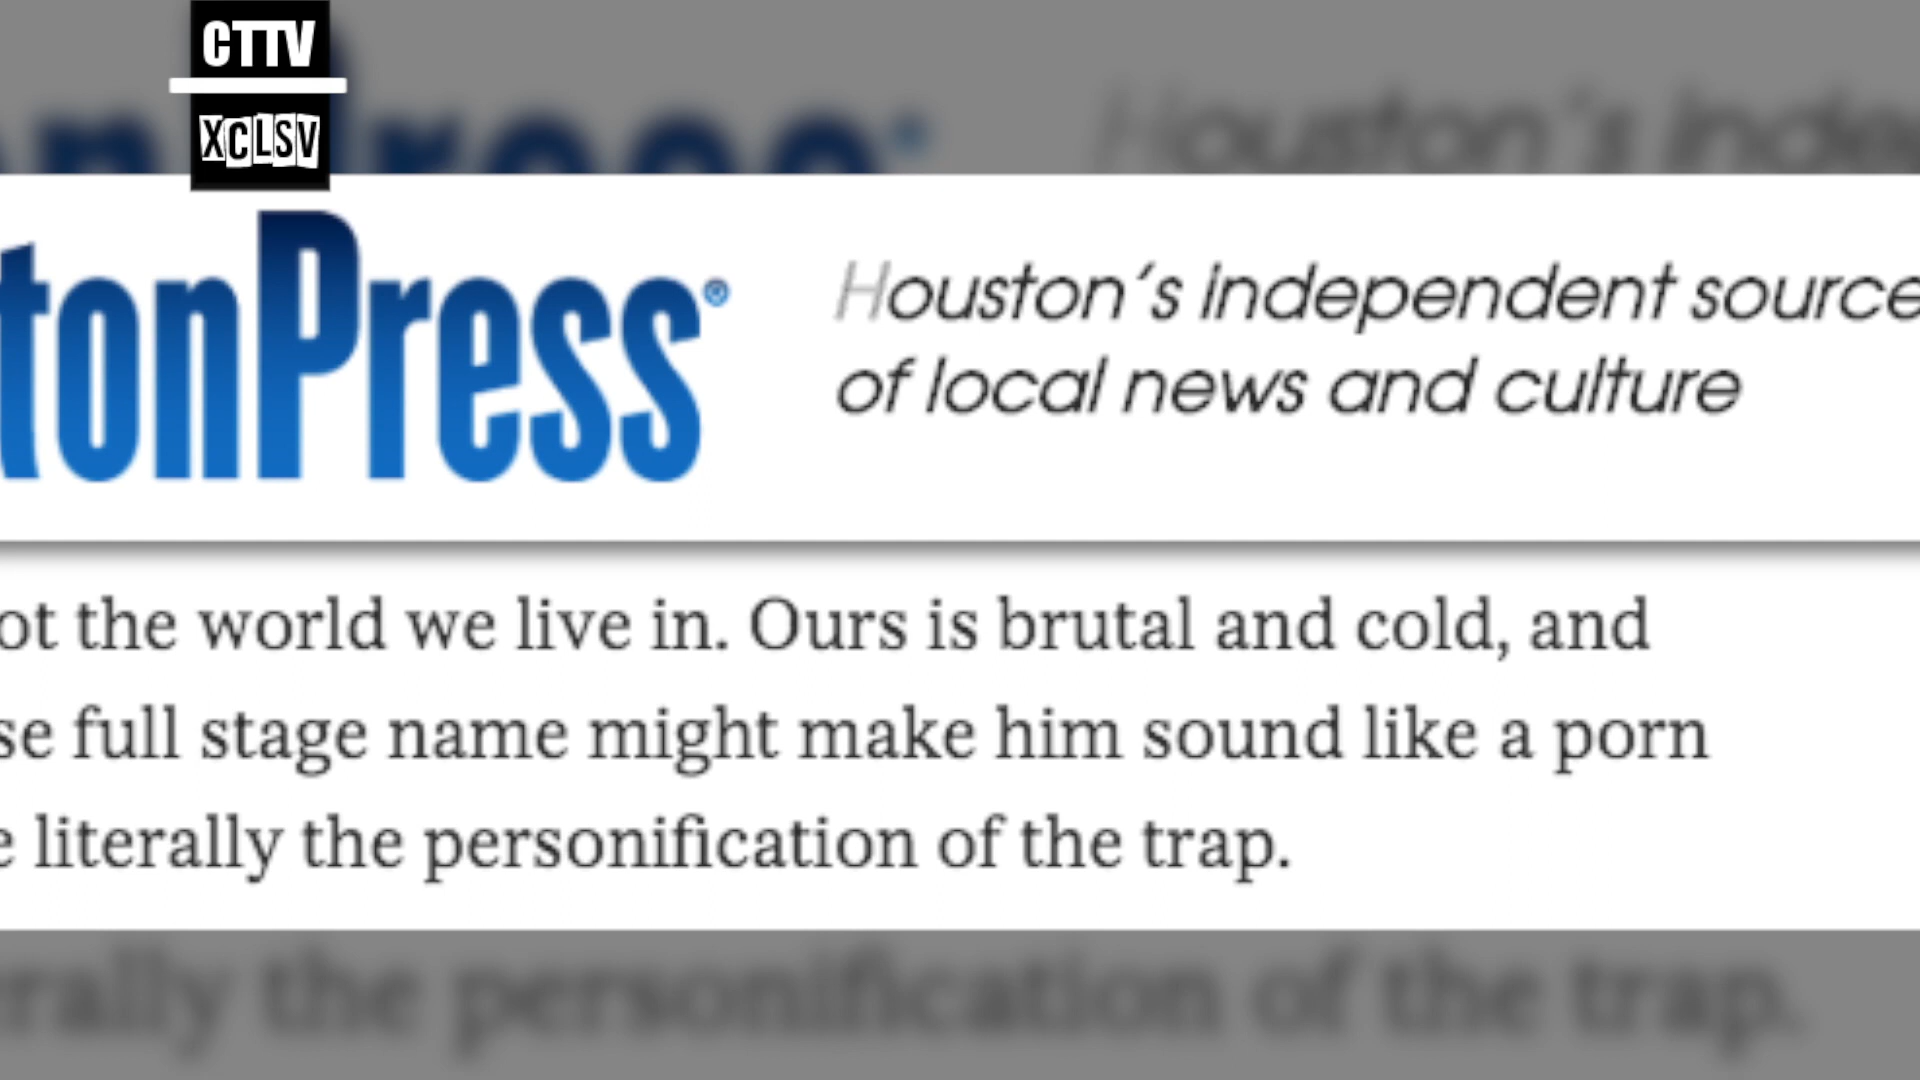 CTTV
XCLSV
tonPress®
Houston's independent source
of local news and culture
ot the world we live in. Ours is brutal and cold, and
se full stage name might make him sound like a porn
e literally the personification of the trap.
erally the personification of the trap.